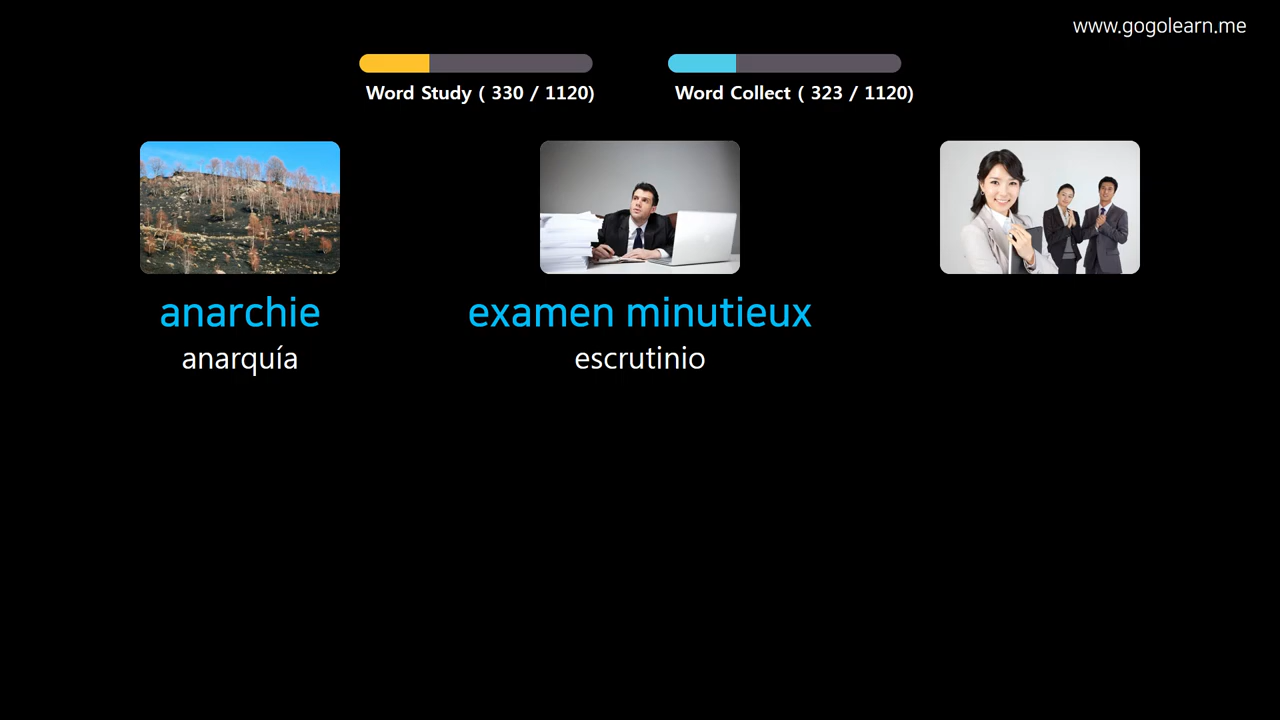 www.gogolearn.me
Word Study ( 330 / 1120)
Word Collect ( 323 / 1120)
anarchie
anarquía
examen minutieux
escrutinio